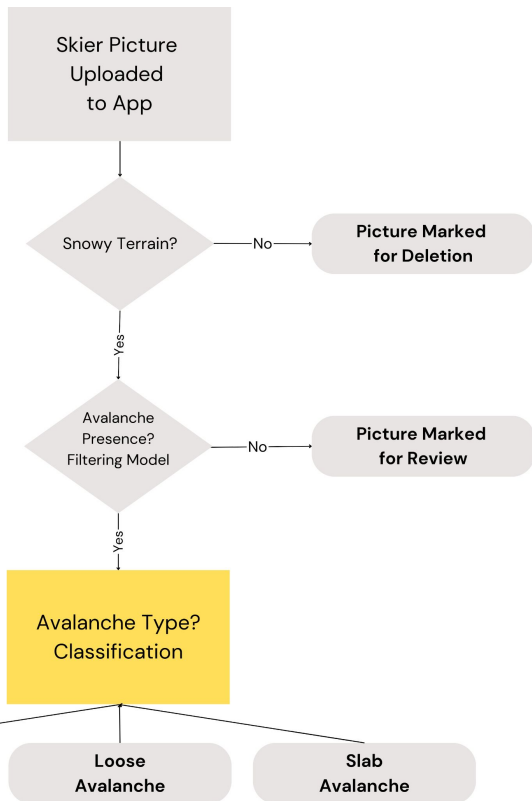 Skier Picture
Uploaded
to App
Snowy Terrain?
No
Picture Marked
for Deletion
Yes
Avalanche
Presence?
Filtering Model
No
Picture Marked
for Review
Yes
Avalanche Type?
Classification
Loose
Avalanche
Slab
Avalanche